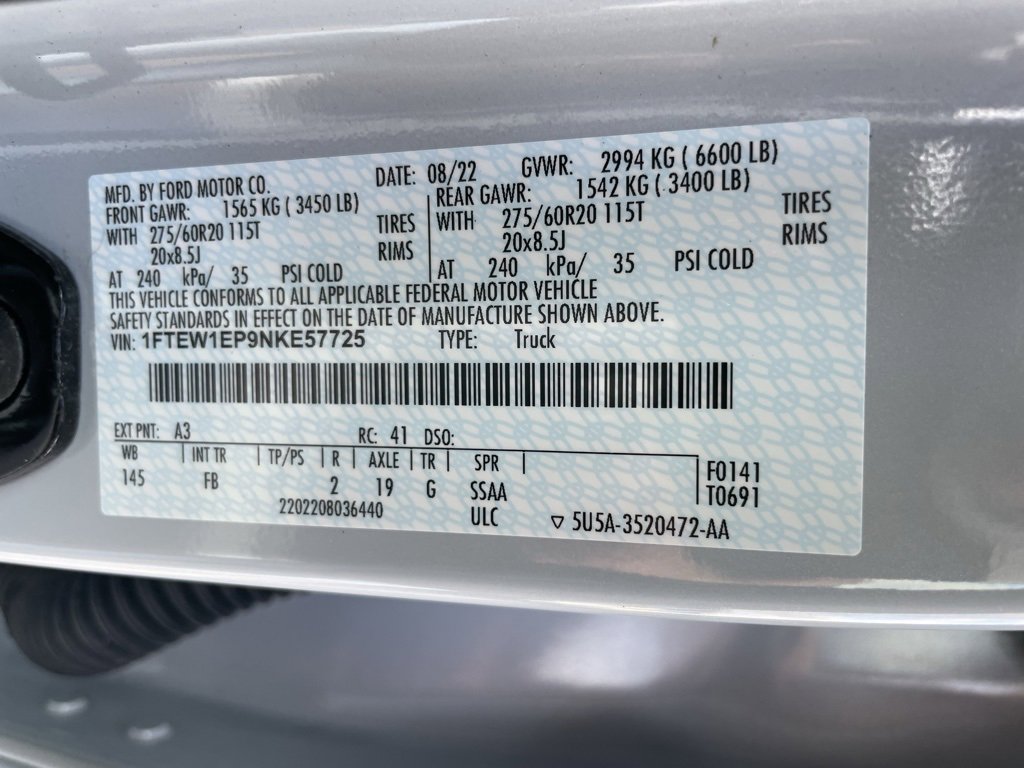 MFD. BY FORD MOTOR CO. DATE: 08/22 GVWR: 2994 KG ( 6600 LB)
FRONT GAWR: 1565 KG ( 3450 LB) REAR GAWR: 1542 KG ( 3400 LB)
WITH 275/60R20 115T TIRES WITH 275/60R20 115T TIRES
20x8.5J RIMS 20x8.5J RIMS
AT 240 kPa/ 35 PSI COLD AT 240 kPa/ 35 PSI COLD
THIS VEHICLE CONFORMS TO ALL APPLICABLE FEDERAL MOTOR VEHICLE
SAFETY STANDARDS IN EFFECT ON THE DATE OF MANUFACTURE SHOWN ABOVE.
VIN: 1FTEW1EP9NKE57725 TYPE: Truck
EXT PNT: A3 RC: 41 DSO:
WB INT TR TP/PS R AXLE TR SPR F0141
145 FB 2 19 G SSAA T0691
2202208036440 ULC ▽ 5U5A-3520472-AA